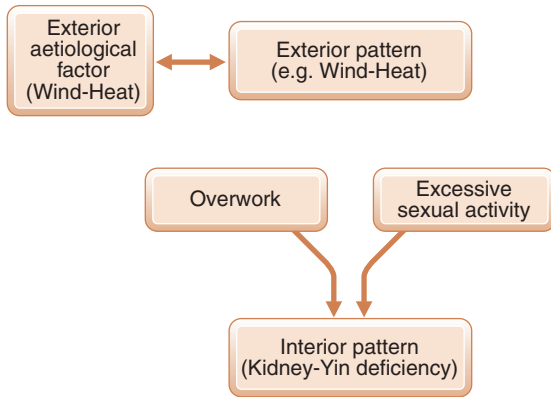 Exterior
aetiological
factor
(Wind-Heat)
Exterior pattern
(e.g. Wind-Heat)
Overwork
Excessive
sexual activity
Interior pattern
(Kidney-Yin deficiency)